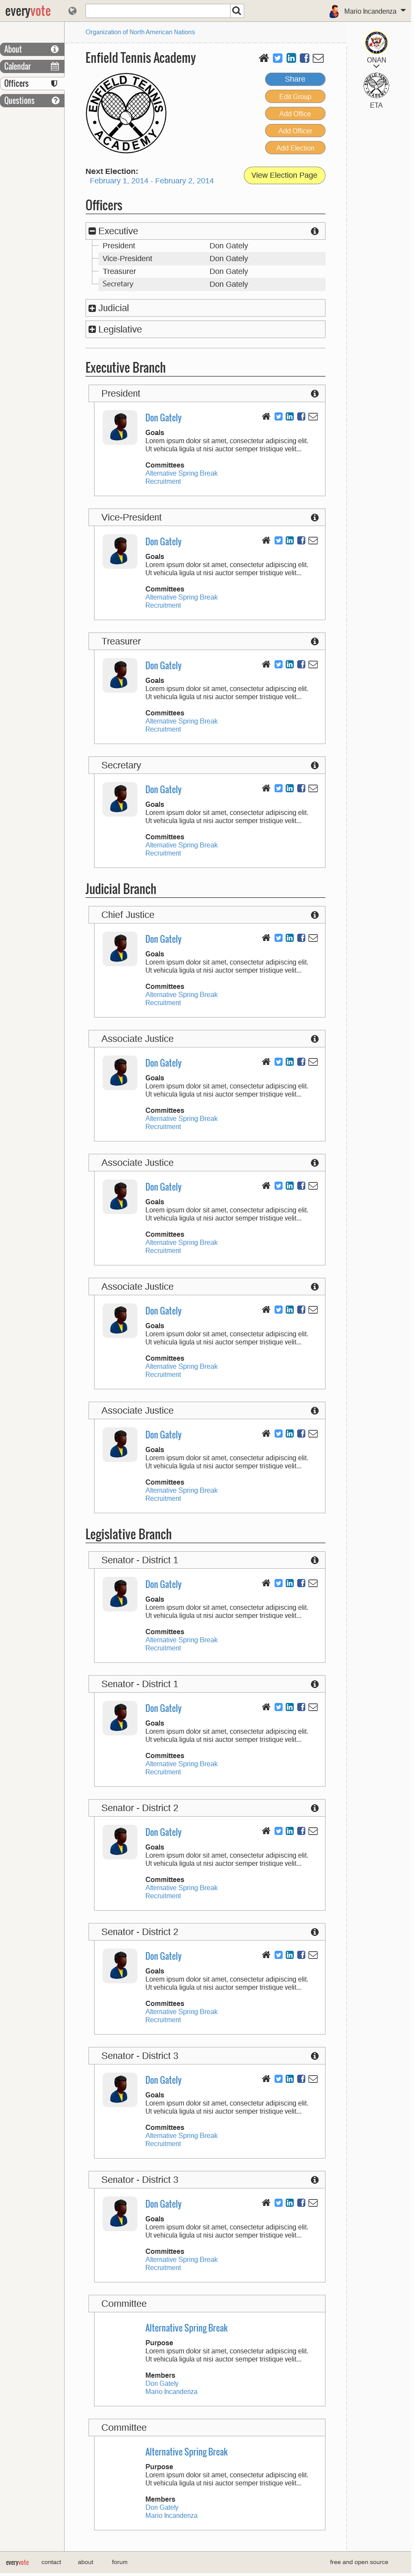 everyvote
Mario Incandenza
About
Calendar
Officers
Questions
Organization of North American Nations
Enfield Tennis Academy
ENFIELD TENNIS
ACADEMY
Share
Edit Group
Add Office
Add Officer
Add Election
Next Election:
February 1, 2014 - February 2, 2014
View Election Page
ONAN
ETA
Officers
Executive
President Don Gately
Vice-President Don Gately
Treasurer Don Gately
Secretary Don Gately
Judicial
Legislative
Executive Branch
President
Don Gately
Goals
Lorem ipsum dolor sit amet, consectetur adipiscing elit.
Ut vehicula ligula ut nisi auctor semper tristique velit...
Committees
Alternative Spring Break
Recruitment
Vice-President
Don Gately
Goals
Lorem ipsum dolor sit amet, consectetur adipiscing elit.
Ut vehicula ligula ut nisi auctor semper tristique velit...
Committees
Alternative Spring Break
Recruitment
Treasurer
Don Gately
Goals
Lorem ipsum dolor sit amet, consectetur adipiscing elit.
Ut vehicula ligula ut nisi auctor semper tristique velit...
Committees
Alternative Spring Break
Recruitment
Secretary
Don Gately
Goals
Lorem ipsum dolor sit amet, consectetur adipiscing elit.
Ut vehicula ligula ut nisi auctor semper tristique velit...
Committees
Alternative Spring Break
Recruitment
Judicial Branch
Chief Justice
Don Gately
Goals
Lorem ipsum dolor sit amet, consectetur adipiscing elit.
Ut vehicula ligula ut nisi auctor semper tristique velit...
Committees
Alternative Spring Break
Recruitment
Associate Justice
Don Gately
Goals
Lorem ipsum dolor sit amet, consectetur adipiscing elit.
Ut vehicula ligula ut nisi auctor semper tristique velit...
Committees
Alternative Spring Break
Recruitment
Associate Justice
Don Gately
Goals
Lorem ipsum dolor sit amet, consectetur adipiscing elit.
Ut vehicula ligula ut nisi auctor semper tristique velit...
Committees
Alternative Spring Break
Recruitment
Associate Justice
Don Gately
Goals
Lorem ipsum dolor sit amet, consectetur adipiscing elit.
Ut vehicula ligula ut nisi auctor semper tristique velit...
Committees
Alternative Spring Break
Recruitment
Associate Justice
Don Gately
Goals
Lorem ipsum dolor sit amet, consectetur adipiscing elit.
Ut vehicula ligula ut nisi auctor semper tristique velit...
Committees
Alternative Spring Break
Recruitment
Legislative Branch
Senator - District 1
Don Gately
Goals
Lorem ipsum dolor sit amet, consectetur adipiscing elit.
Ut vehicula ligula ut nisi auctor semper tristique velit...
Committees
Alternative Spring Break
Recruitment
Senator - District 1
Don Gately
Goals
Lorem ipsum dolor sit amet, consectetur adipiscing elit.
Ut vehicula ligula ut nisi auctor semper tristique velit...
Committees
Alternative Spring Break
Recruitment
Senator - District 2
Don Gately
Goals
Lorem ipsum dolor sit amet, consectetur adipiscing elit.
Ut vehicula ligula ut nisi auctor semper tristique velit...
Committees
Alternative Spring Break
Recruitment
Senator - District 2
Don Gately
Goals
Lorem ipsum dolor sit amet, consectetur adipiscing elit.
Ut vehicula ligula ut nisi auctor semper tristique velit...
Committees
Alternative Spring Break
Recruitment
Senator - District 3
Don Gately
Goals
Lorem ipsum dolor sit amet, consectetur adipiscing elit.
Ut vehicula ligula ut nisi auctor semper tristique velit...
Committees
Alternative Spring Break
Recruitment
Senator - District 3
Don Gately
Goals
Lorem ipsum dolor sit amet, consectetur adipiscing elit.
Ut vehicula ligula ut nisi auctor semper tristique velit...
Committees
Alternative Spring Break
Recruitment
Committee
Alternative Spring Break
Purpose
Lorem ipsum dolor sit amet, consectetur adipiscing elit.
Ut vehicula ligula ut nisi auctor semper tristique velit...
Members
Don Gately
Mario Incandenza
Committee
Alternative Spring Break
Purpose
Lorem ipsum dolor sit amet, consectetur adipiscing elit.
Ut vehicula ligula ut nisi auctor semper tristique velit...
Members
Don Gately
Mario Incandenza
everyvote contact about forum free and open source